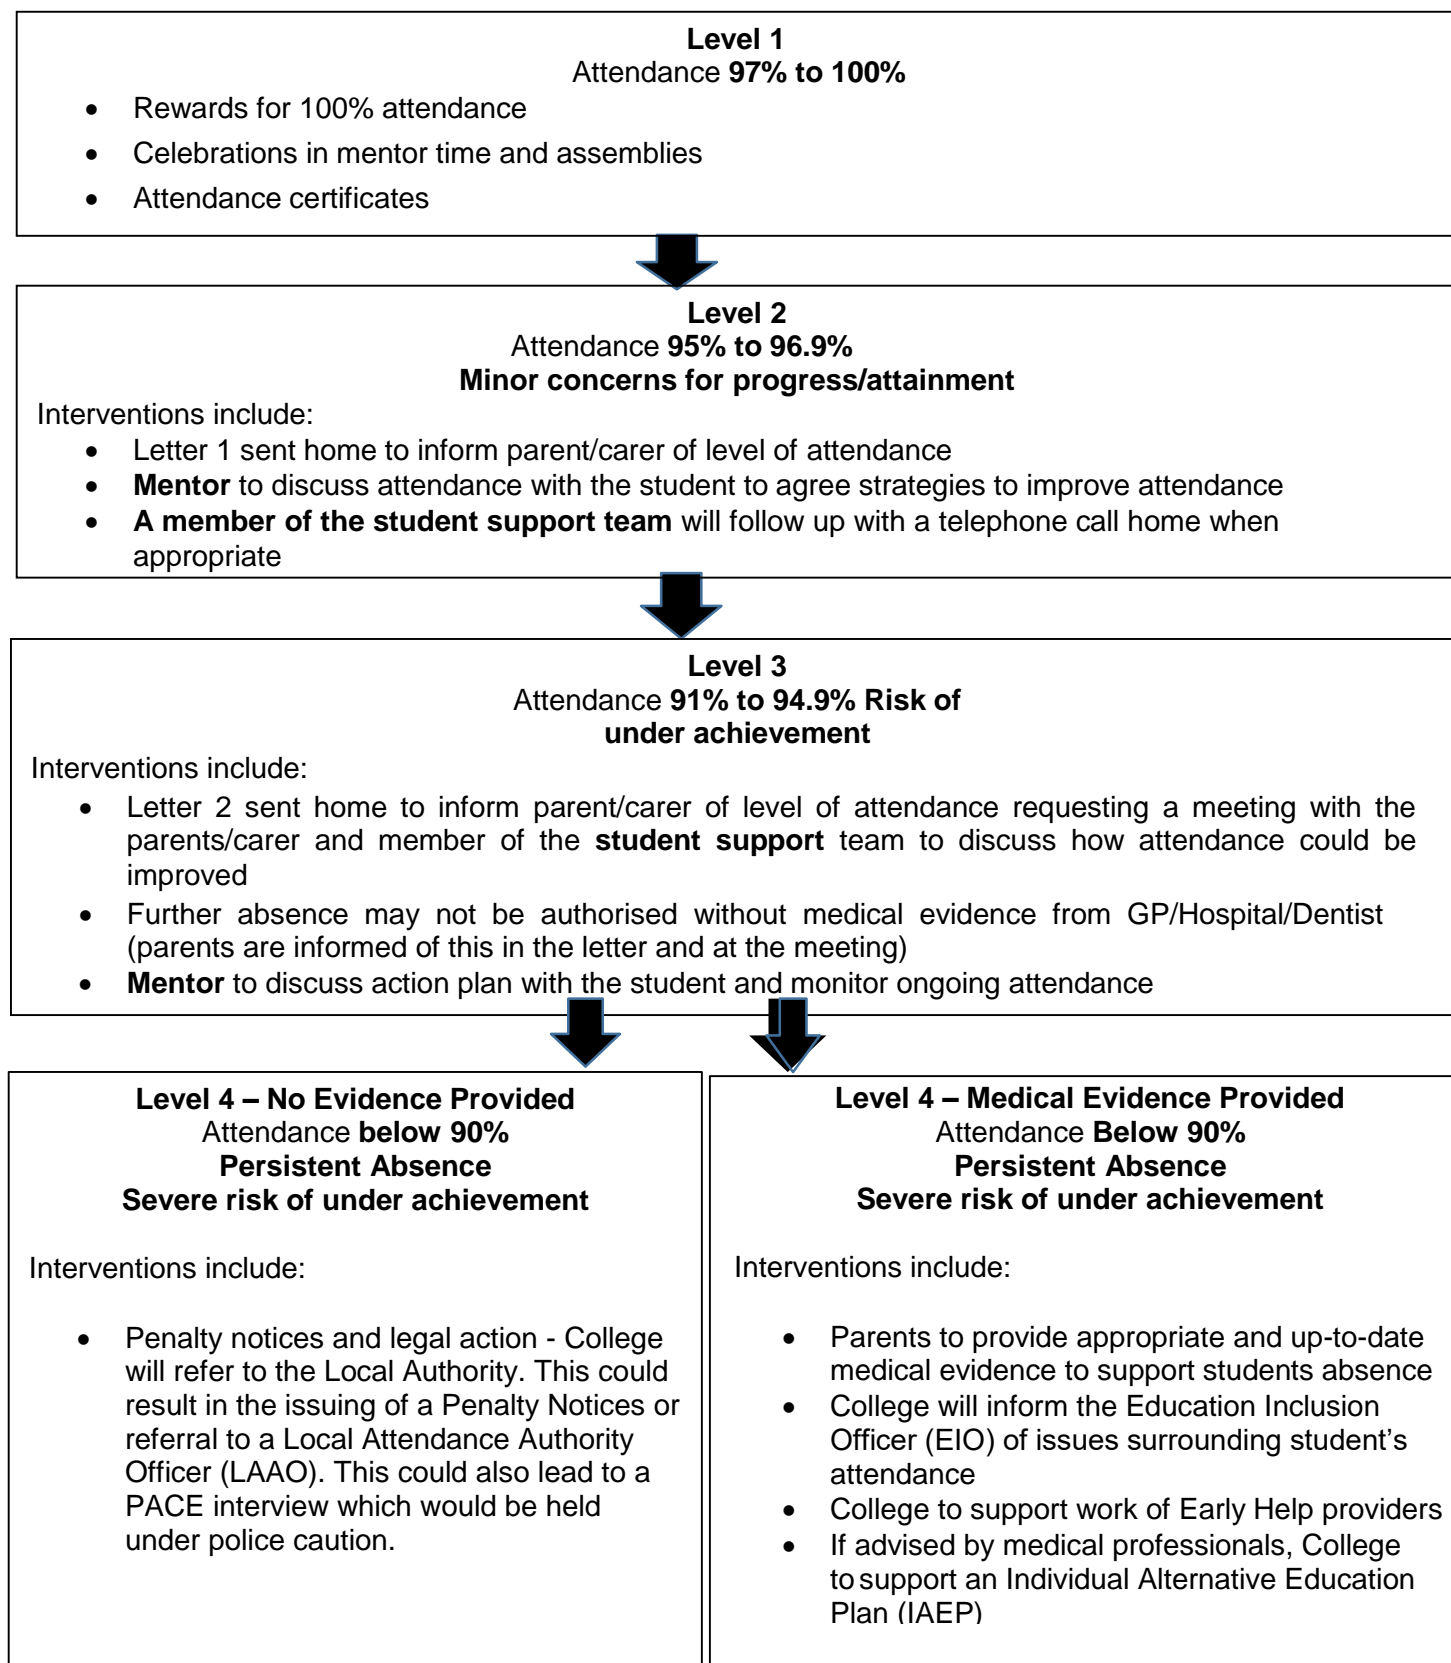 Level 1
Attendance 97% to 100%
• Rewards for 100% attendance
• Celebrations in mentor time and assemblies
• Attendance certificates
Level 2
Attendance 95% to 96.9%
Minor concerns for progress/attainment
Interventions include:
• Letter 1 sent home to inform parent/carer of level of attendance
• Mentor to discuss attendance with the student to agree strategies to improve attendance
• A member of the student support team will follow up with a telephone call home when
appropriate
Level 3
Attendance 91% to 94.9% Risk of
under achievement
Interventions include:
• Letter 2 sent home to inform parent/carer of level of attendance requesting a meeting with the
parents/carer and member of the student support team to discuss how attendance could be
improved
• Further absence may not be authorised without medical evidence from GP/Hospital/Dentist
(parents are informed of this in the letter and at the meeting)
• Mentor to discuss action plan with the student and monitor ongoing attendance
Level 4 – No Evidence Provided
Attendance below 90%
Persistent Absence
Severe risk of under achievement
Interventions include:
• Penalty notices and legal action - College
will refer to the Local Authority. This could
result in the issuing of a Penalty Notices or
referral to a Local Attendance Authority
Officer (LAAO). This could also lead to a
PACE interview which would be held
under police caution.
Level 4 – Medical Evidence Provided
Attendance Below 90%
Persistent Absence
Severe risk of under achievement
Interventions include:
• Parents to provide appropriate and up-to-date
medical evidence to support students absence
• College will inform the Education Inclusion
Officer (EIO) of issues surrounding student's
attendance
• College to support work of Early Help providers
• If advised by medical professionals, College
to support an Individual Alternative Education
Plan (IAEP)